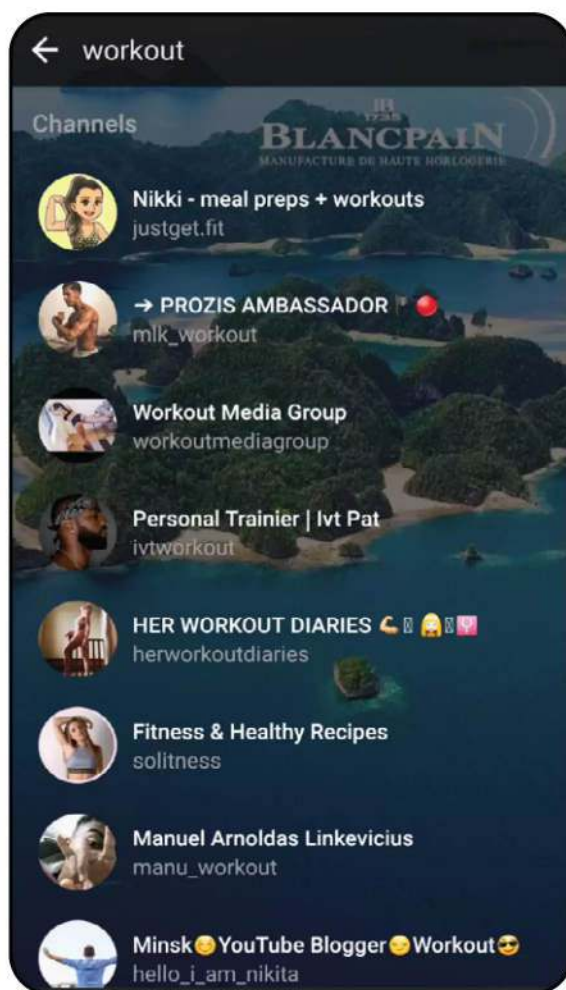 workout
Channels
JB
1735
BLANCPAIN
MANUFACTURE DE HAUTE HORLOGERIE
Nikki - meal preps + workouts
justget.fit
→ PROZIS AMBASSADOR
mlk_workout
Workout Media Group
workoutmediagroup
Personal Trainier | Ivt Pat
ivtworkout
HER WORKOUT DIARIES 💪 👩
herworkoutdiaries
Fitness & Healthy Recipes
solitness
Manuel Arnoldas Linkevicius
manu_workout
Minsk😊YouTube Blogger😏Workout😎
hello_i_am_nikita